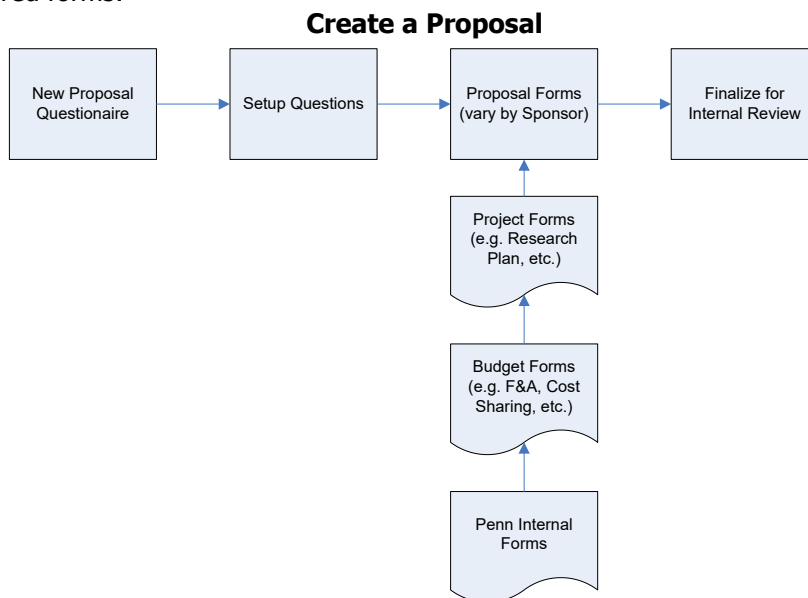 Create a Proposal
New Proposal
Questionaire
Setup Questions
Proposal Forms
(vary by Sponsor)
Finalize for
Internal Review
Project Forms
(e.g. Research
Plan, etc.)
Budget Forms
(e.g. F&A, Cost
Sharing, etc.)
Penn Internal
Forms